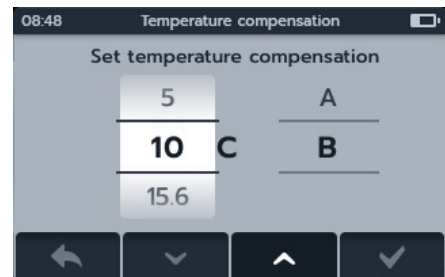 08:48 Temperature compensation
Set temperature compensation
5 A
10 C B
15.6